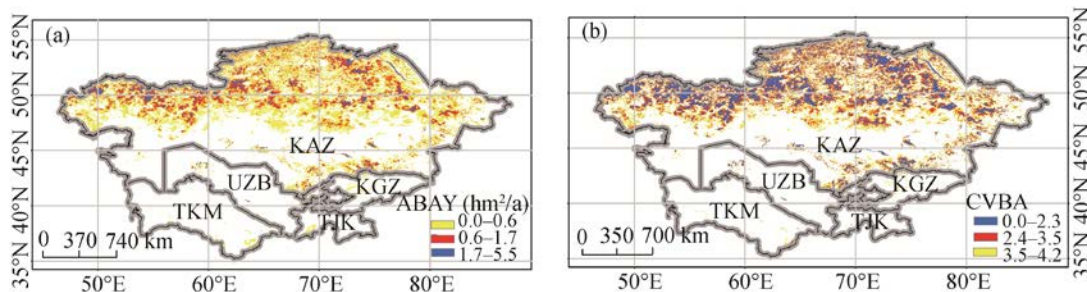 (a)
55°N
50°N
45°N
40°N
35°N
KAZ
UZB
KGZ
TKM
TJK
ABAY (hm²/a)
0.0–0.6
0.6–1.7
1.7–5.5
0 370 740 km
50°E 60°E 70°E 80°E
(b)
55°N
50°N
45°N
40°N
35°N
KAZ
UZB
KGZ
TKM
TJK
CVBA
0.0–2.3
2.4–3.5
3.5–4.2
0 350 700 km
50°E 60°E 70°E 80°E